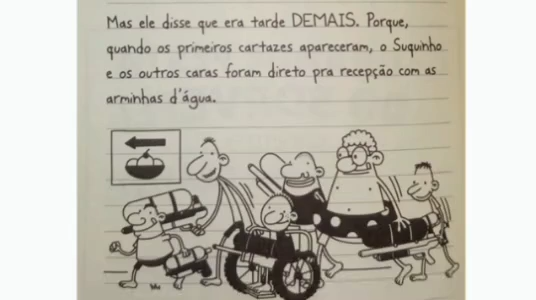 Mas ele disse que era tarde DEMAIS. Porque,
quando os primeiros cartazes apareceram, o Suquinho
e os outros caras foram direto pra recepção com as
arminhas d'água.